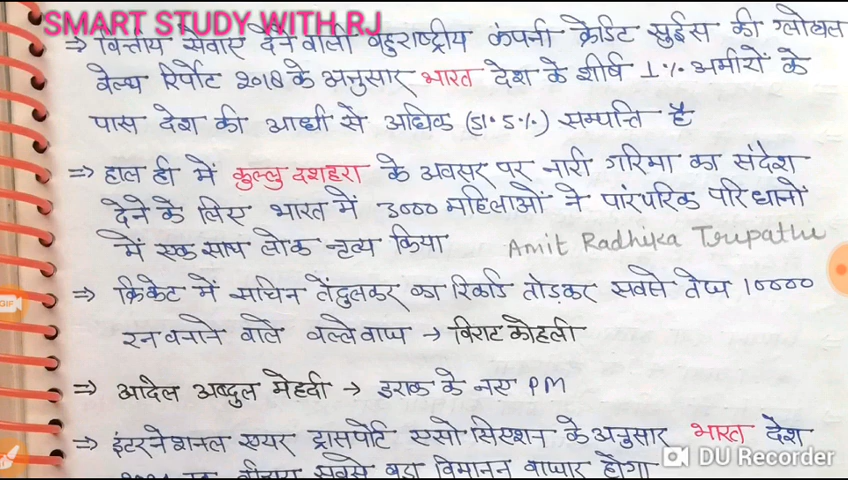 SMART STUDY WITH RJ
⇒ वित्तीय सेवाएं देने वाली बहुराष्ट्रीय कंपनी क्रेडिट सुईस की ग्लोबल
वेल्थ रिर्पोट 2018 के अनुसार भारत देश के शीर्ष 1% अमीरों के
पास देश की आधी से अधिक (51.5%) सम्पत्ति है
⇒ हाल ही में कुल्लु दशहरा के अवसर पर नारी गरिमा का संदेश
देने के लिए भारत में 3000 महिलाओं ने पारंपरिक परिधानों
में एक साथ लोक नृत्य किया
Amit Radhika Tripathi
⇒ क्रिकेट में सचिन तेंदुलकर का रिकॉर्ड तोड़कर सबसे तेज 10000
रन बनाने वाले बल्लेबाज → विराट कोहली
⇒ आदेल अब्दुल मेहदी → इराक के नए PM
⇒ इंटरनेशनल एयर ट्रांसपोर्ट एसोसिएशन के अनुसार भारत देश
सबसे बड़ा विमानन बाजार होगा
DU Recorder
GIF